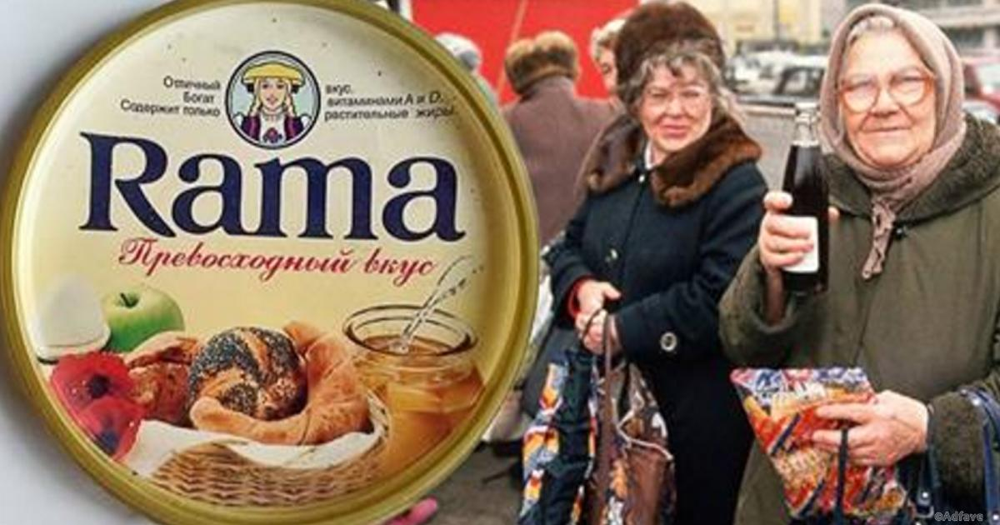 Отличный вкус.
Богат витаминами A и D.
Содержит только растительные жиры.
Rama
Превосходный вкус
©Adfave